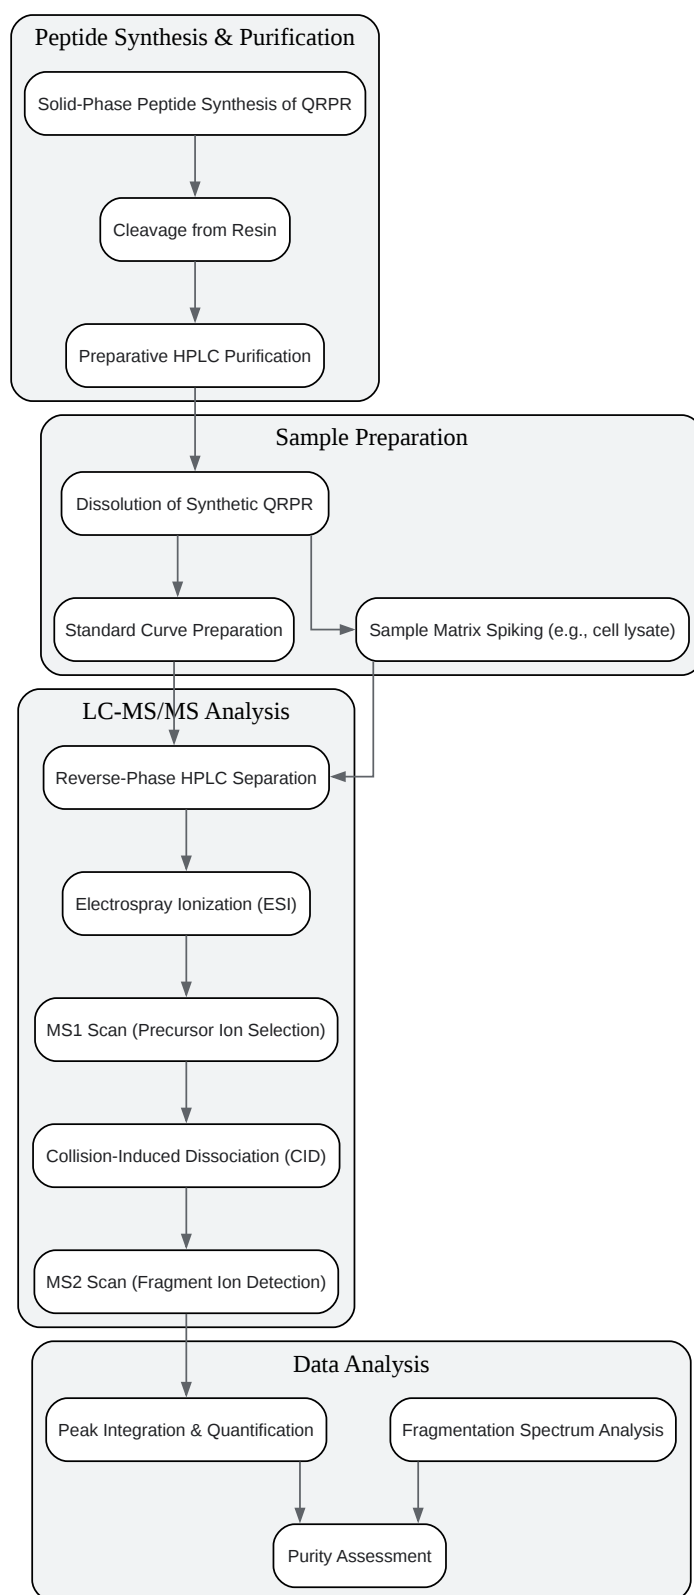 Peptide Synthesis & Purification
Solid-Phase Peptide Synthesis of QRPR
Cleavage from Resin
Preparative HPLC Purification
Sample Preparation
Dissolution of Synthetic QRPR
Standard Curve Preparation
Sample Matrix Spiking (e.g., cell lysate)
LC-MS/MS Analysis
Reverse-Phase HPLC Separation
Electrospray Ionization (ESI)
MS1 Scan (Precursor Ion Selection)
Collision-Induced Dissociation (CID)
MS2 Scan (Fragment Ion Detection)
Data Analysis
Peak Integration & Quantification
Fragmentation Spectrum Analysis
Purity Assessment